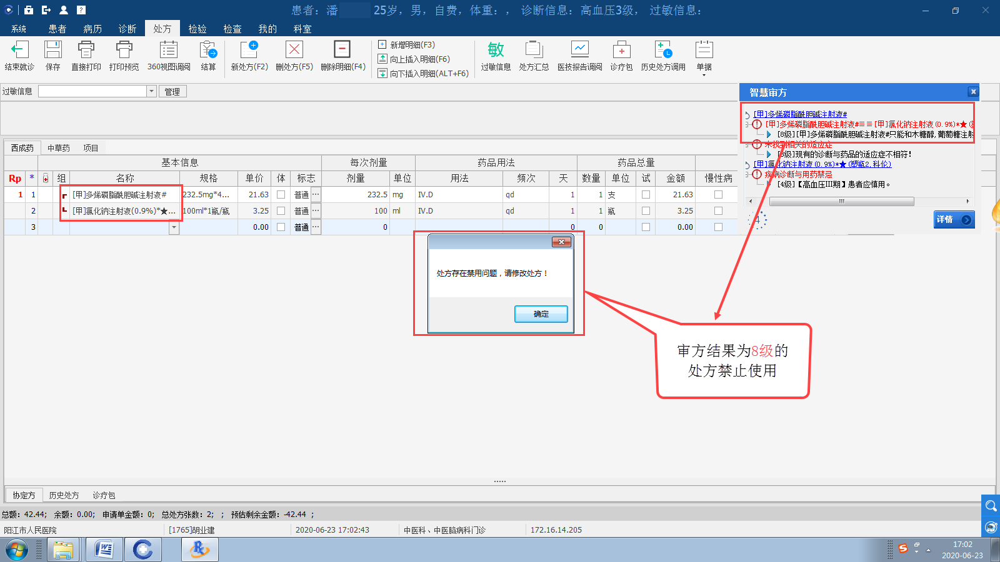 患者：潘 25岁，男，自费，体重：，诊断信息：高血压3级，过敏信息：
系统 患者 病历 诊断 处方 检验 检查 我的 科室
结束就诊 保存 直接打印 打印预览 360视图调阅 结算 新处方(F2) 删处方(F5) 删除明细(F4)
新增明细(F3)
向上插入明细(F6)
向下插入明细(ALT+F6)
敏
过敏信息 处方汇总 医技报告调阅 诊疗包 历史处方调用 单据
过敏信息 管理
智慧审方
[甲]多烯磷脂酰胆碱注射液#
[甲]多烯磷脂酰胆碱注射液#≡≡[甲]氯化钠注射液(0.9%)*★(塑
[8级][甲]多烯磷脂酰胆碱注射液#只能和木糖醇,葡萄糖注射
未找到相关的适应症
级]现有的诊断与药品的适应症不相符!
[甲]氯化钠注射液(0.9%)*★(塑瓶2,科伦)
疾病诊断与用药禁忌
[4级]【高血压III期】患者应慎用。
4
详情
西成药 中草药 项目
基本信息 每次剂量 药品用法 药品总量
Rp * 组 名称 规格 单价 体 标志 剂量 单位 用法 频次 天 数量 单位 试 金额 慢性病
1 1 [甲]多烯磷脂酰胆碱注射液# 232.5mg*4... 21.63 普通 ... 232.5 mg IV.D qd 1 1 支 21.63
2 [甲]氯化钠注射液(0.9%)*★... 100ml*1瓶/瓶 3.25 普通 ... 100 ml IV.D qd 1 1 瓶 3.25
3 0.00 普通 ... 0 0 0 0.00
处方存在禁用问题，请修改处方！
确定
审方结果为8级的
处方禁止使用
协定方 历史处方 诊疗包
总额：42.44; 余额：0.00; 申请单金额：0; 总处方张数：2; ; 预估剩余金额：-42.44 ;
阳江市人民医院 [1765]胡业建 2020-06-23 17:02:43 中医科、中医脑病科门诊 172.16.14.205
17:02
2020-06-23